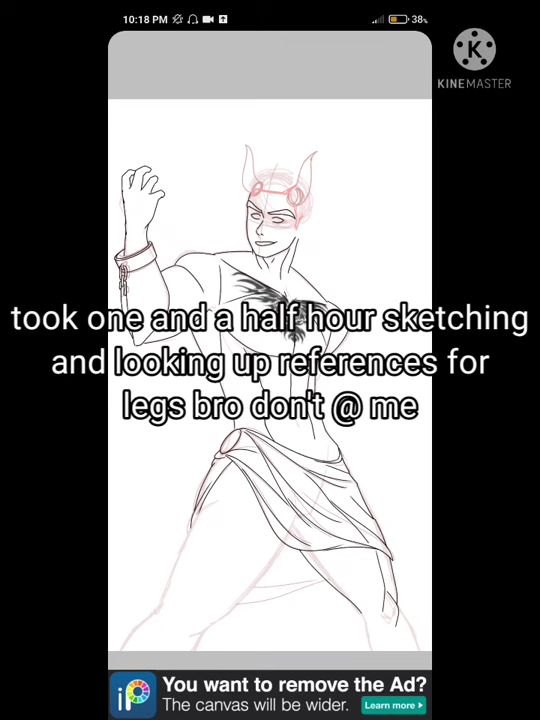 10:18 PM
38%
KINEMASTER
took one and a half hour sketching
and looking up references for
legs bro don't @ me
iP
You want to remove the Ad?
The canvas will be wider.
Learn more